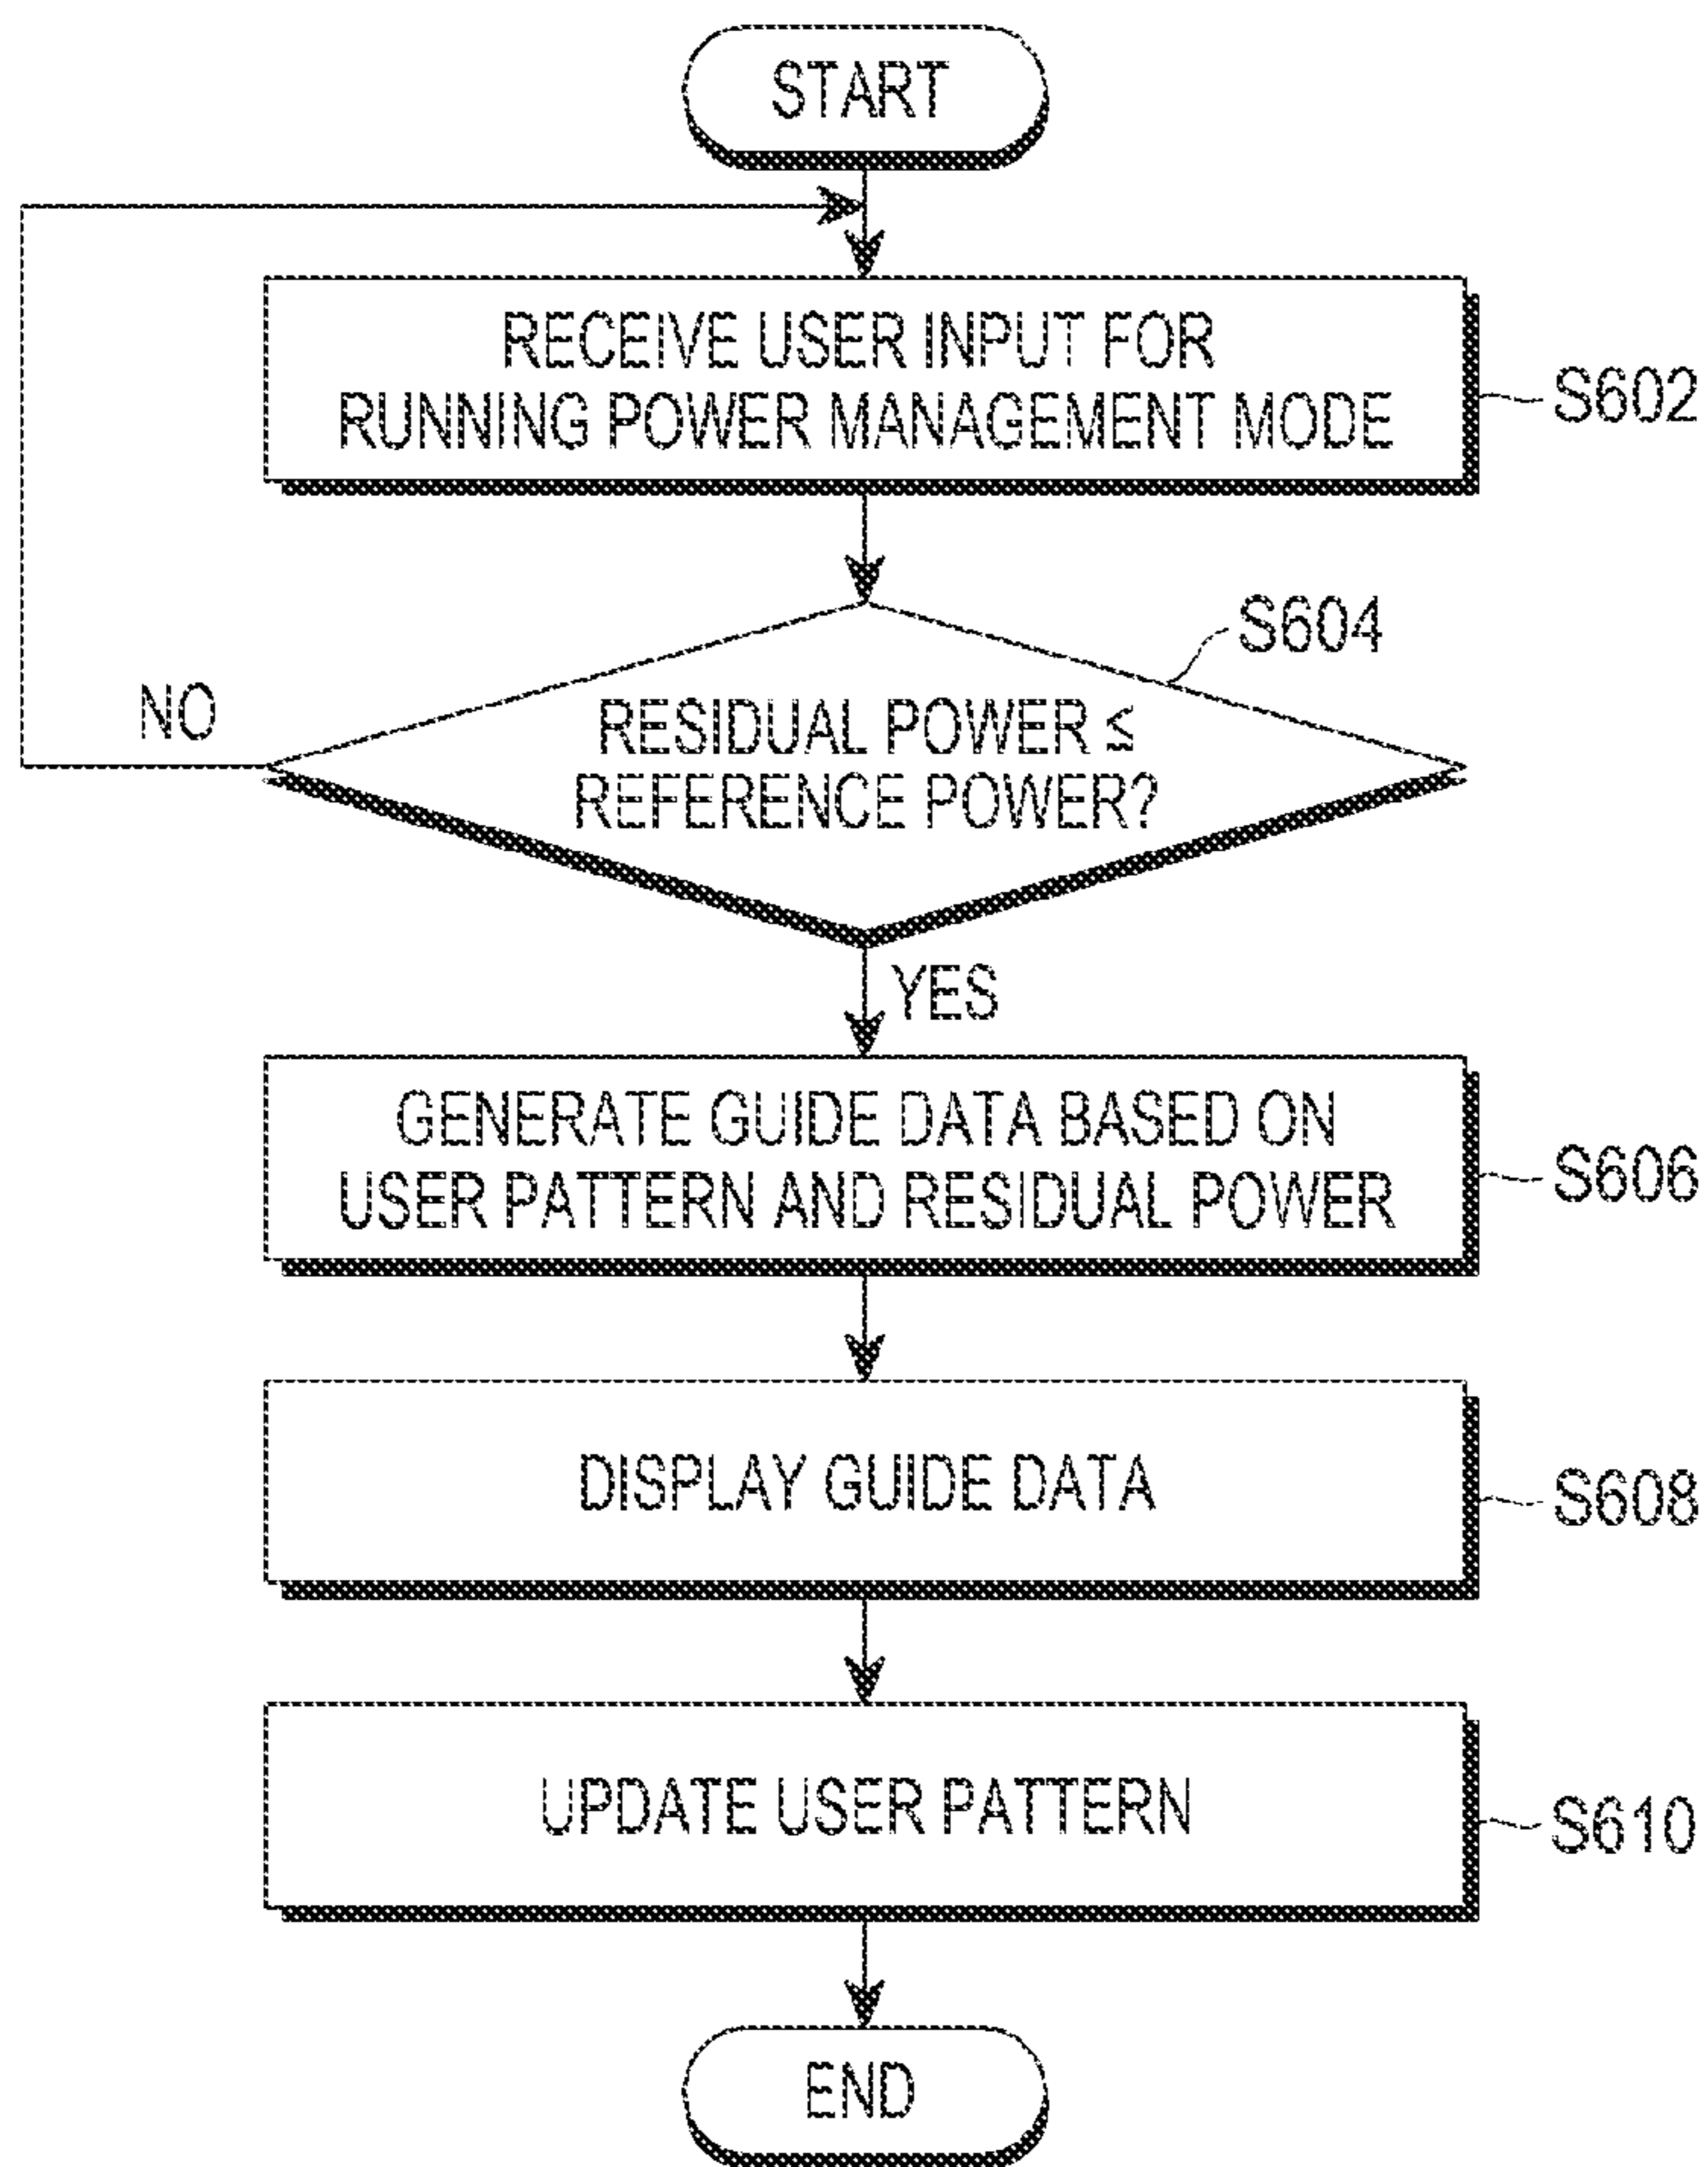 START
RECEIVE USER INPUT FOR
RUNNING POWER MANAGEMENT MODE
S602
S604
RESIDUAL POWER ≤
REFERENCE POWER?
NO
YES
GENERATE GUIDE DATA BASED ON
USER PATTERN AND RESIDUAL POWER
S606
DISPLAY GUIDE DATA
S608
UPDATE USER PATTERN
S610
END